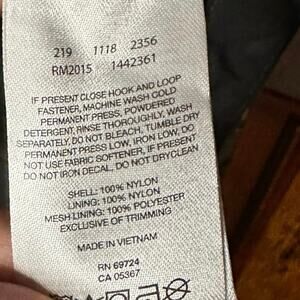 219 1118 2356
RM2015 1442361
IF PRESENT CLOSE HOOK AND LOOP
FASTENER, MACHINE WASH COLD
PERMANENT PRESS, POWDERED
DETERGENT, RINSE THOROUGHLY, WASH
SEPARATELY, DO NOT BLEACH, TUMBLE DRY
PERMANENT PRESS LOW, IRON LOW, DO
NOT USE FABRIC SOFTENER, IF PRESENT
DO NOT IRON DECAL, DO NOT DRYCLEAN
SHELL: 100% NYLON
LINING: 100% NYLON
MESH LINING: 100% POLYESTER
EXCLUSIVE OF TRIMMING
MADE IN VIETNAM
RN 69724
CA 05367